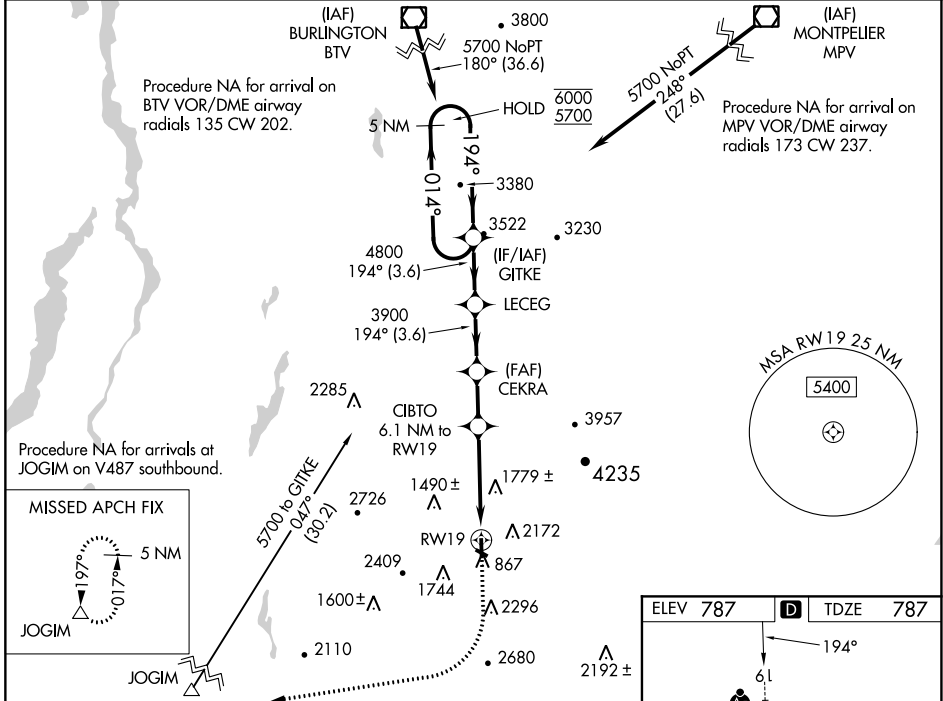 (IAF)
BURLINGTON
BTV
3800
(IAF)
MONTPELIER
MPV
5700 NoPT
180° (36.6)
5700 NoPT
248°
(27.6)
Procedure NA for arrival on
BTV VOR/DME airway
radials 135 CW 202.
HOLD
6000
5700
5 NM
Procedure NA for arrival on
MPV VOR/DME airway
radials 173 CW 237.
194°
014°
3380
3522
3230
(IF/IAF)
GITKE
4800
194° (3.6)
LECEG
3900
194° (3.6)
(FAF)
CEKRA
MSA RW19 25 NM
5400
2285
CIBTO
6.1 NM to
RW19
3957
4235
Procedure NA for arrivals at
JOGIM on V487 southbound.
5700 to GITKE
047°
(30.2)
1490 ±
1779 ±
2726
MISSED APCH FIX
5 NM
197°
017°
JOGIM
RW19
2172
867
2409
1744
1600 ±
2296
2110
2680
2192 ±
JOGIM
ELEV 787
D
TDZE 787
194°
19